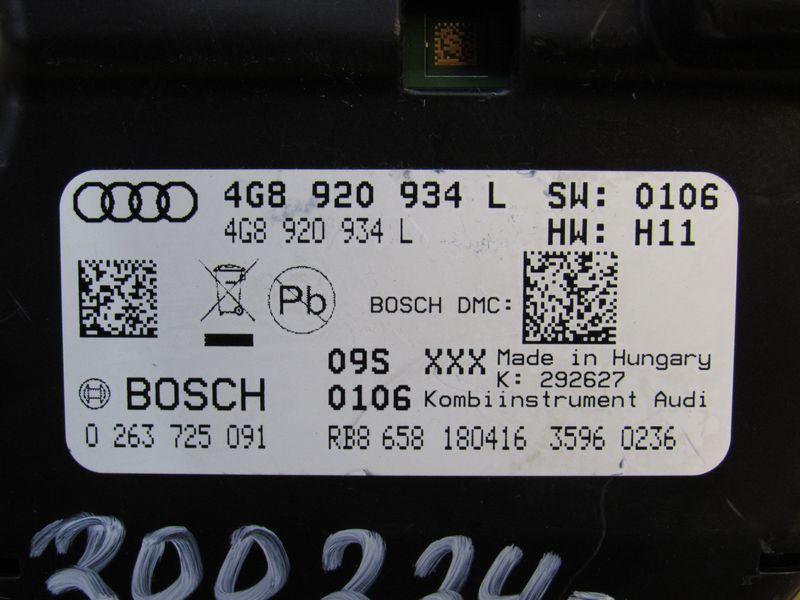 4G8 920 934 L SW: 0106
4G8 920 934 L HW: H11
Pb BOSCH DMC:
09S XXX Made in Hungary
K: 292627
BOSCH 0106 Kombiinstrument Audi
0 263 725 091 RB8 658 180416 3596 0236